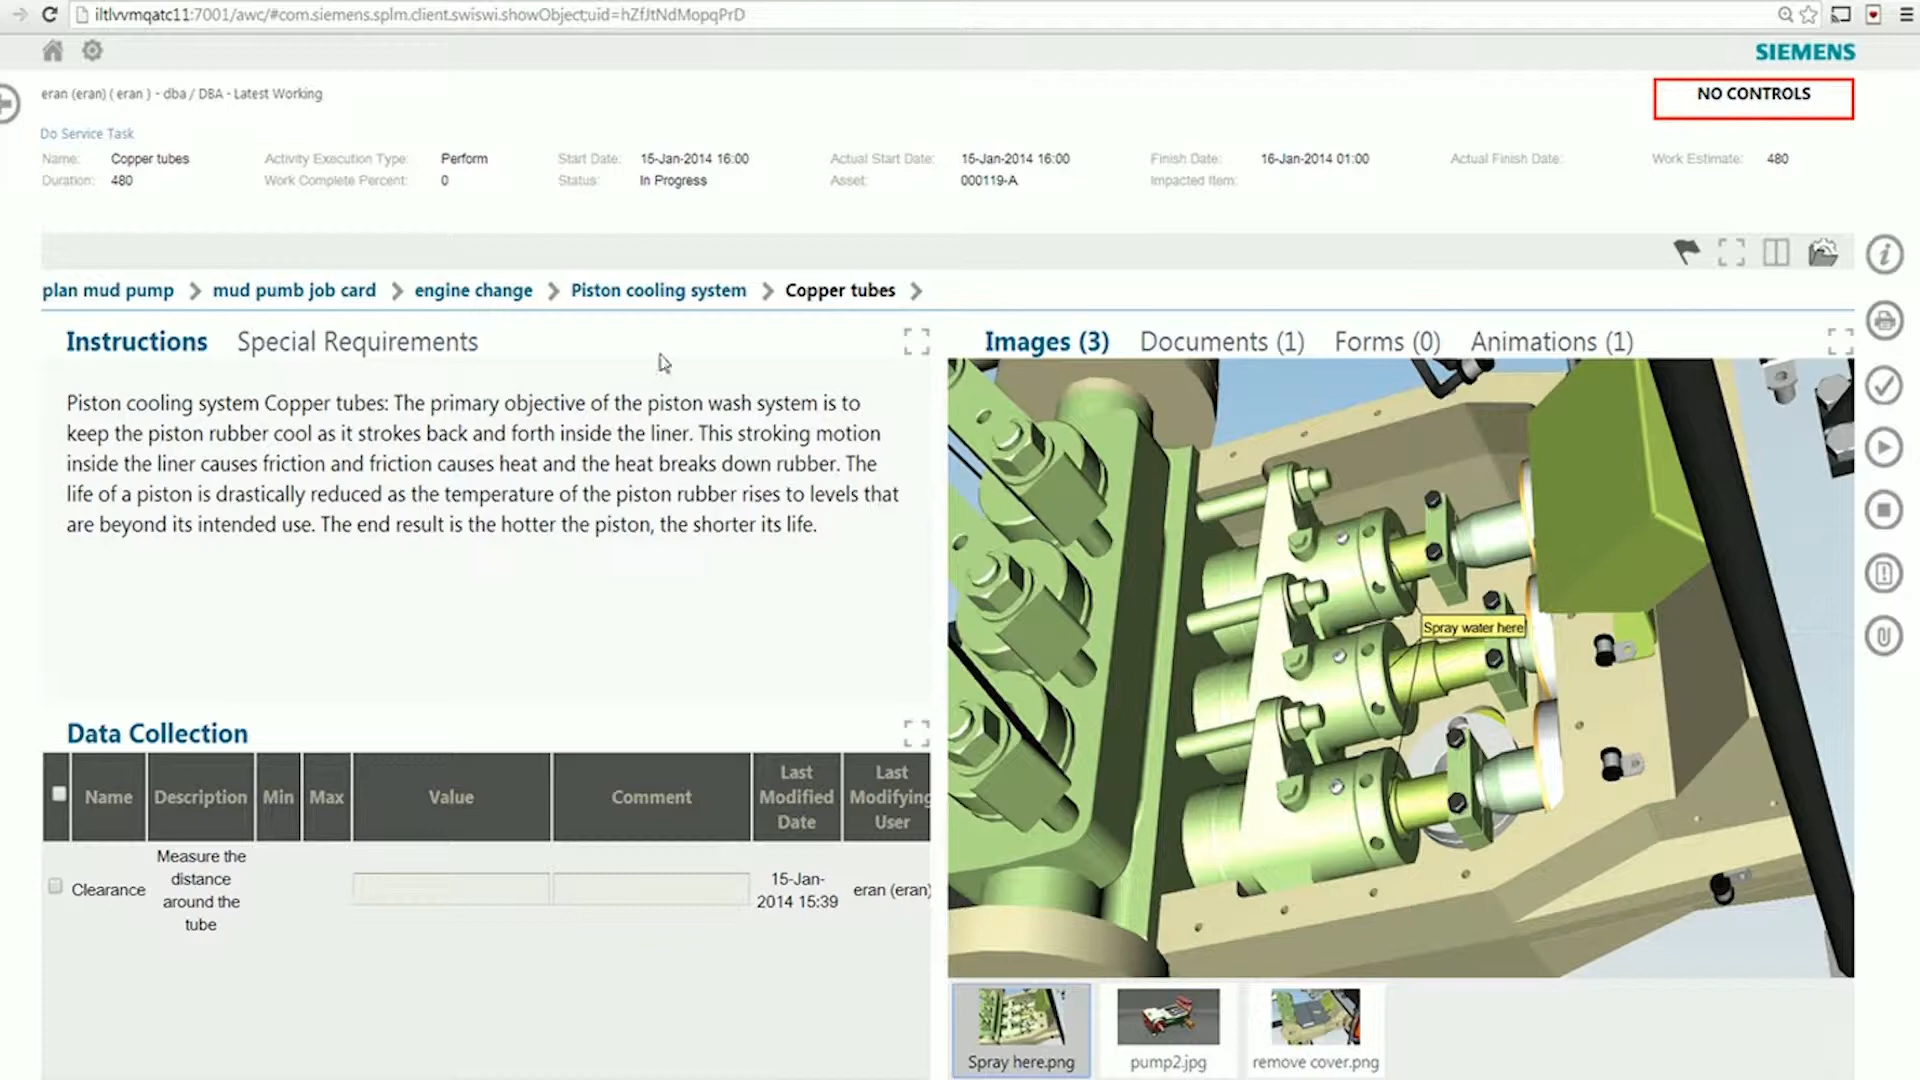 iltlvvmqatc11:7001/awc/#com.siemens.splm.client.swiswi.showObject;uid=hZfJtNdMopqPrD
SIEMENS
eran (eran) ( eran ) - dba / DBA - Latest Working
NO CONTROLS
Do Service Task
Name: Copper tubes Activity Execution Type: Perform Start Date: 15-Jan-2014 16:00 Actual Start Date: 15-Jan-2014 16:00 Finish Date: 16-Jan-2014 01:00 Actual Finish Date: Work Estimate: 480
Duration: 480 Work Complete Percent: 0 Status: In Progress Asset: 000119-A Impacted Item:
plan mud pump mud pumb job card engine change Piston cooling system Copper tubes
Instructions Special Requirements
Piston cooling system Copper tubes: The primary objective of the piston wash system is to
keep the piston rubber cool as it strokes back and forth inside the liner. This stroking motion
inside the liner causes friction and friction causes heat and the heat breaks down rubber. The
life of a piston is drastically reduced as the temperature of the piston rubber rises to levels that
are beyond its intended use. The end result is the hotter the piston, the shorter its life.
Images (3) Documents (1) Forms (0) Animations (1)
Spray water here
Data Collection
Name Description Min Max Value Comment Last Modified Date Last Modifying User
Clearance Measure the distance around the tube 15-Jan-2014 15:39 eran (eran)
Spray here.png pump2.jpg remove cover.png